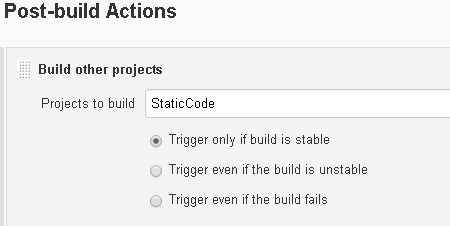 Post-build Actions
Build other projects
Projects to build StaticCode
Trigger only if build is stable
Trigger even if the build is unstable
Trigger even if the build fails